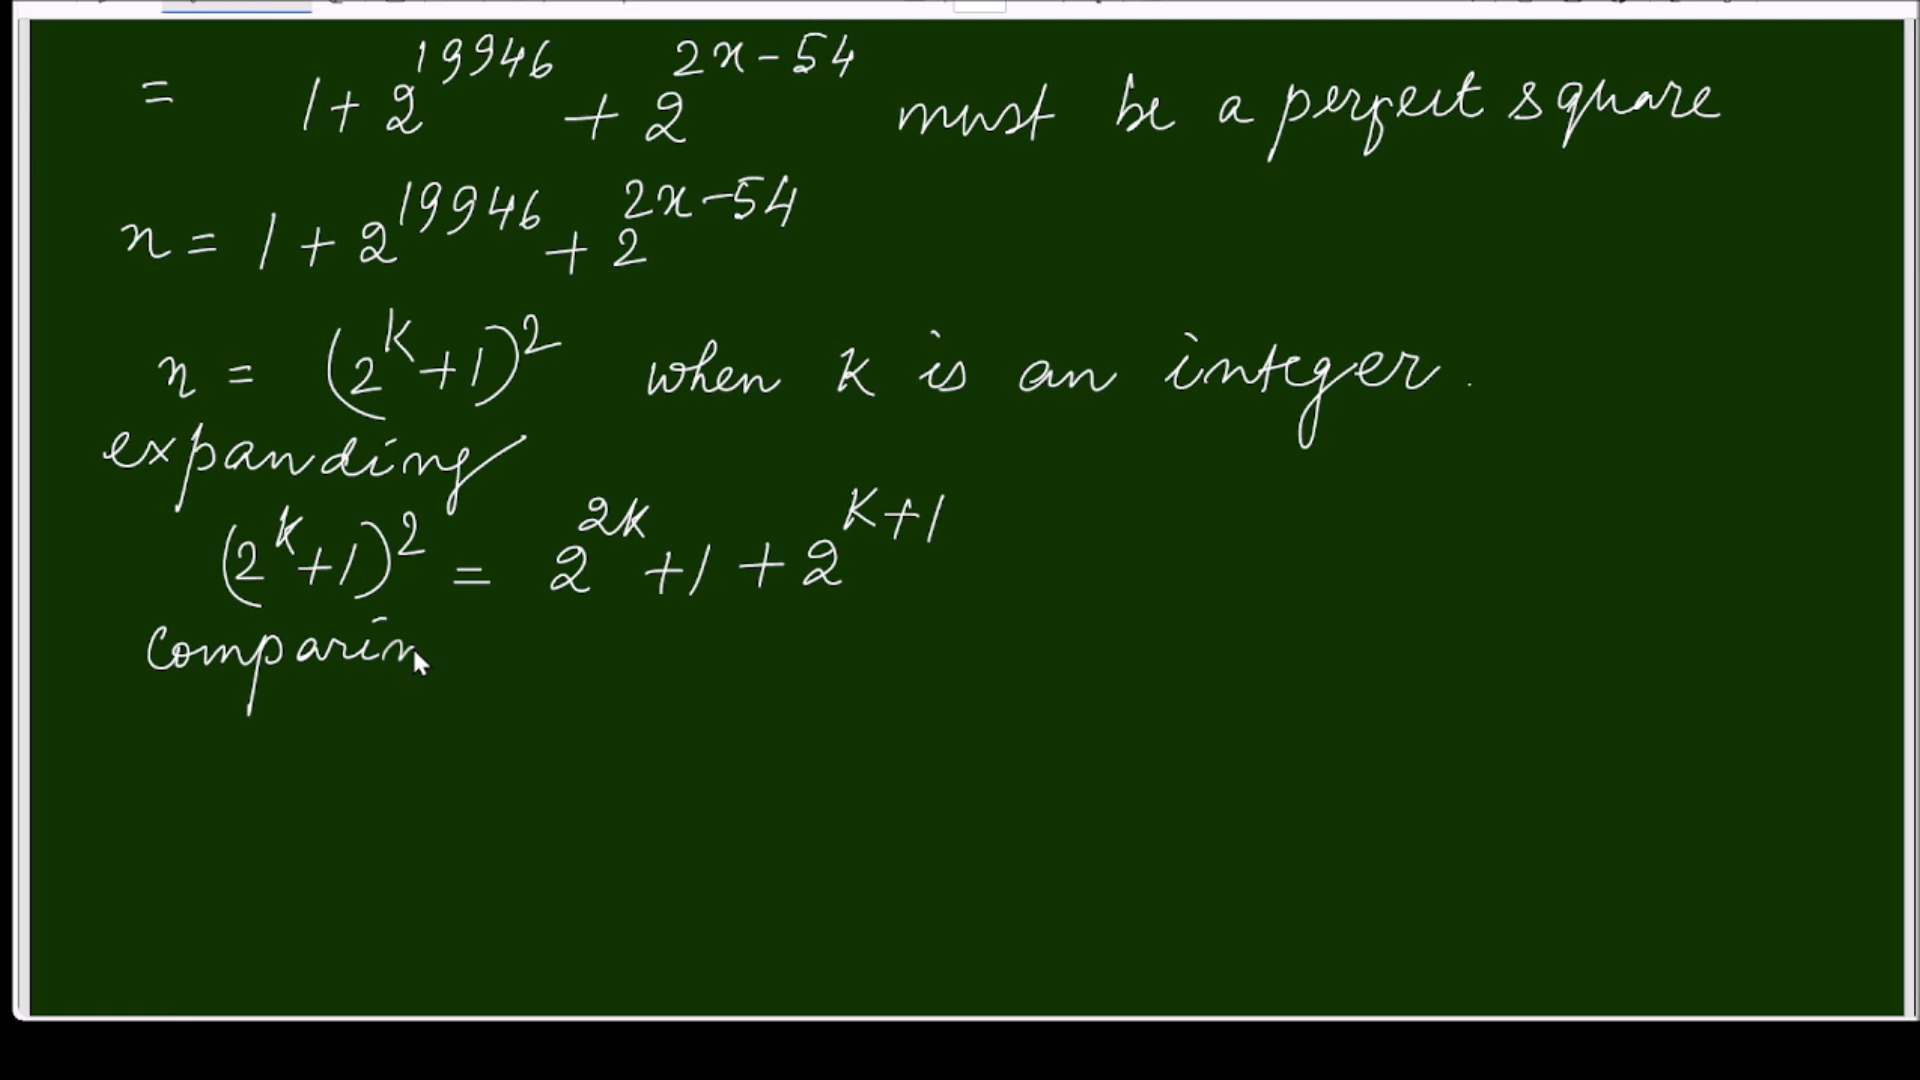 = 1 + 2^19946 + 2^2x-54 must be a perfect square
n = 1 + 2^19946 + 2^2x-54
n = (2^k + 1)^2 when k is an integer.
expanding
(2^k + 1)^2 = 2^2k + 1 + 2^k+1
Comparin